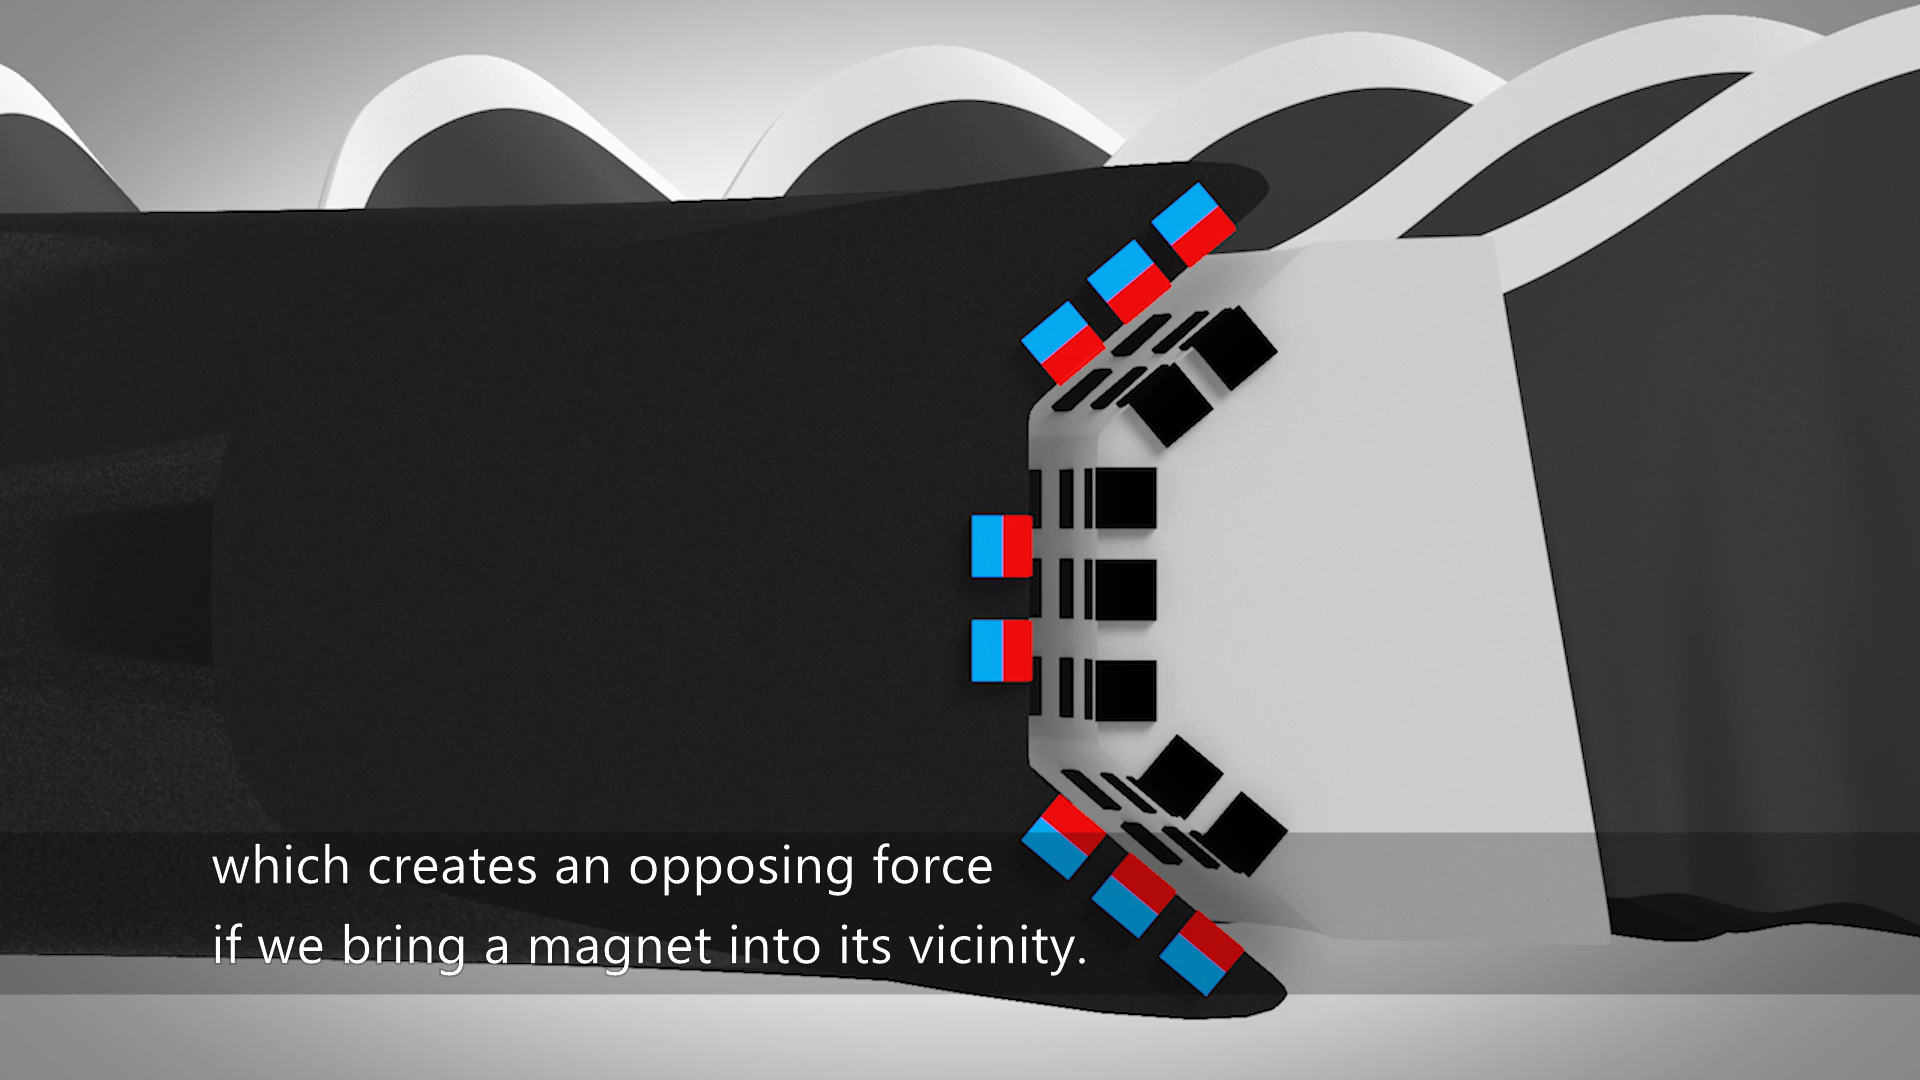 which creates an opposing force
if we bring a magnet into its vicinity.